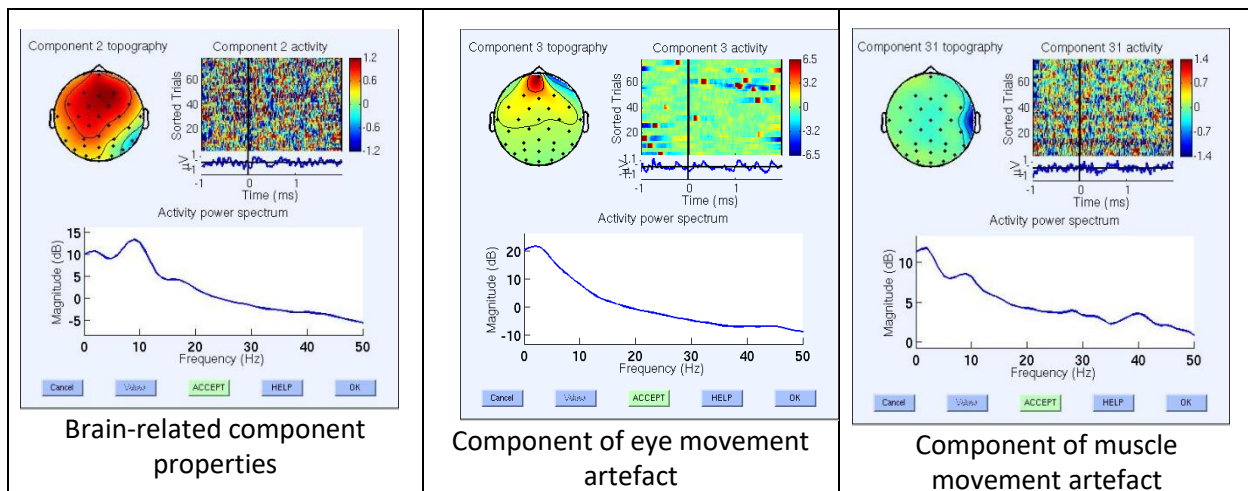 Component 2 topography
Component 2 activity
Sorted Trials
60
40
20
1.2
0.6
0
-0.6
-1.2
-1
0
1
Time (ms)
Activity power spectrum
Magnitude (dB)
15
10
5
0
-5
0
10
20
30
40
50
Frequency (Hz)
Cancel
ACCEPT
HELP
OK
Brain-related component
properties
Component 3 topography
Component 3 activity
Sorted Trials
60
40
20
6.5
3.2
0
-3.2
-6.5
-1
0
1
Time (ms)
Activity power spectrum
Magnitude (dB)
20
10
0
-10
0
10
20
30
40
50
Frequency (Hz)
Cancel
ACCEPT
HELP
OK
Component of eye movement
artefact
Component 31 topography
Component 31 activity
Sorted Trials
60
40
20
1.4
0.7
0
-0.7
-1.4
-1
0
1
Time (ms)
Activity power spectrum
Magnitude (dB)
10
5
0
0
10
20
30
40
50
Frequency (Hz)
Cancel
ACCEPT
HELP
OK
Component of muscle
movement artefact